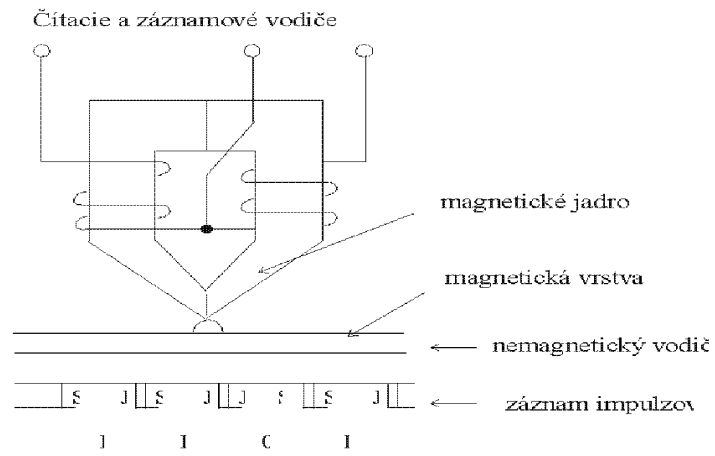 Čítacie a záznamové vodiče
magnetické jadro
magnetická vrstva
nemagnetický vodič
záznam impulzov
S J S J J S S J